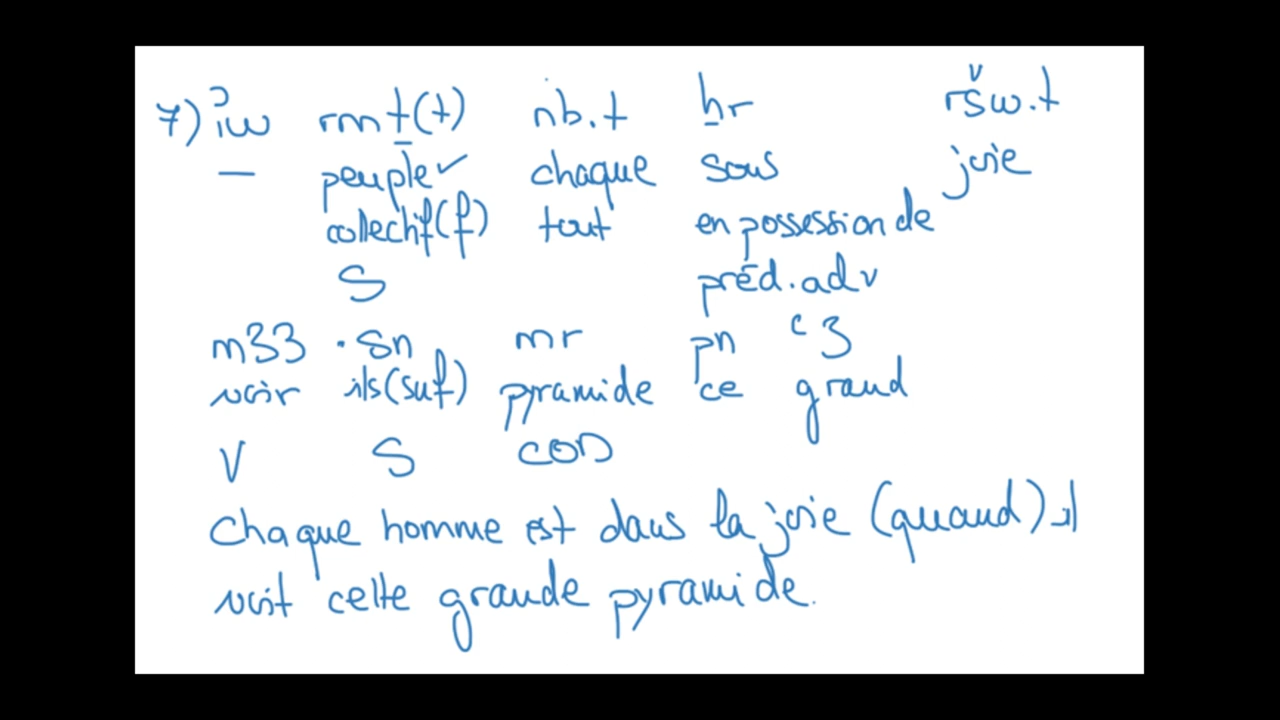 7) ꞽw rmṯ(t) nb.t ẖr ršw.t
— peuple ✓ chaque sous joie
collectif(f) tout en possession de
S préd.adv
m33 .sn mr pn ꜥ3
voir ils(suf) pyramide ce grand
V S COD
Chaque homme est dans la joie (quand) il
voit cette grande pyramide.